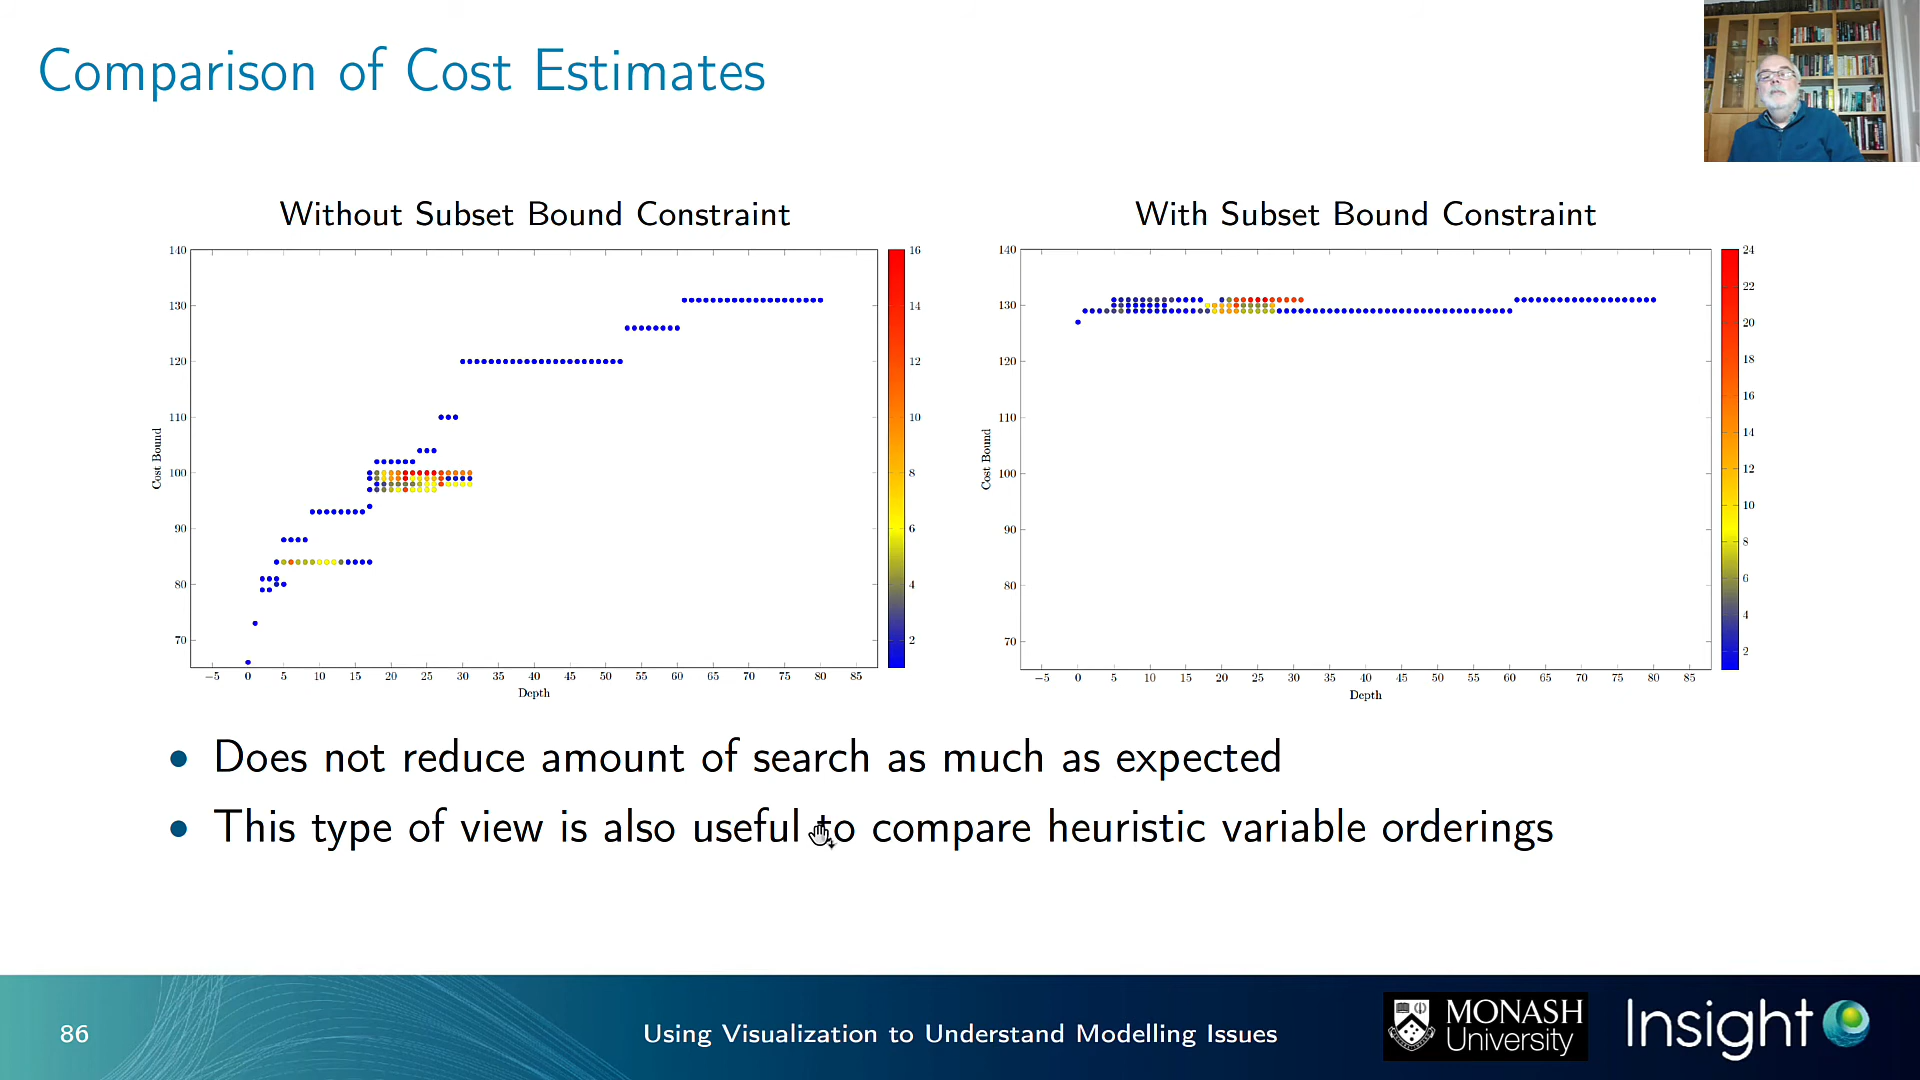 Comparison of Cost Estimates
Without Subset Bound Constraint
140
130
120
110
100
90
80
70
Cost Bound
−5 0 5 10 15 20 25 30 35 40 45 50 55 60 65 70 75 80 85
Depth
16
14
12
10
8
6
4
2
With Subset Bound Constraint
140
130
120
110
100
90
80
70
Cost Bound
−5 0 5 10 15 20 25 30 35 40 45 50 55 60 65 70 75 80 85
Depth
24
22
20
18
16
14
12
10
8
6
4
2
• Does not reduce amount of search as much as expected
• This type of view is also useful to compare heuristic variable orderings
86
Using Visualization to Understand Modelling Issues
MONASH
University
Insight